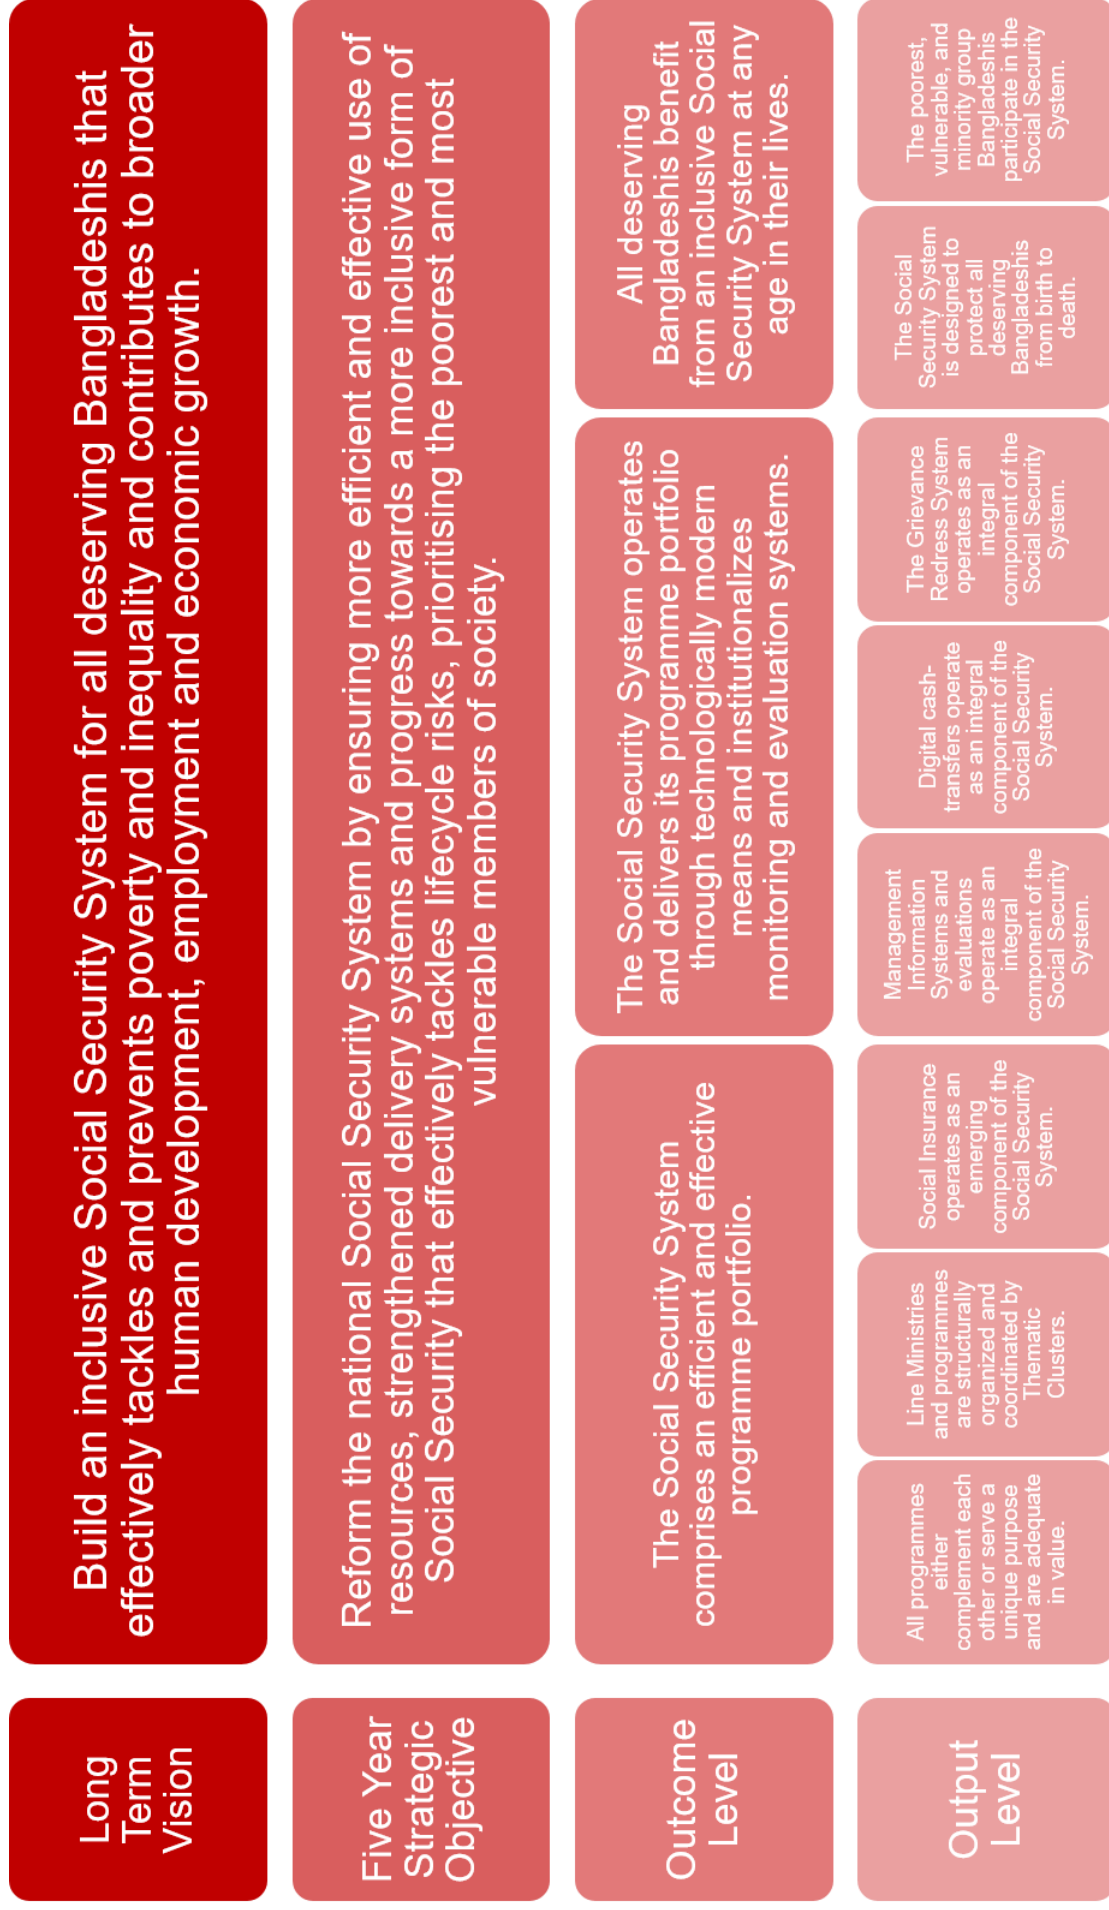 Long
Term
Vision
Build an inclusive Social Security System for all deserving Bangladeshis that
effectively tackles and prevents poverty and inequality and contributes to broader
human development, employment and economic growth.
Five Year
Strategic
Objective
Reform the national Social Security System by ensuring more efficient and effective use of
resources, strengthened delivery systems and progress towards a more inclusive form of
Social Security that effectively tackles lifecycle risks, prioritising the poorest and most
vulnerable members of society.
Outcome
Level
The Social Security System
comprises an efficient and effective
programme portfolio.
The Social Security System operates
and delivers its programme portfolio
through technologically modern
means and institutionalizes
monitoring and evaluation systems.
All deserving
Bangladeshis benefit
from an inclusive Social
Security System at any
age in their lives.
Output
Level
All programmes
either
complement each
other or serve a
unique purpose
and are adequate
in value.
Line Ministries
and programmes
are structurally
organized and
coordinated by
Thematic
Clusters.
Social Insurance
operates as an
emerging
component of the
Social Security
System.
Management
Information
Systems and
evaluations
operate as an
integral
component of the
Social Security
System.
Digital cash-
transfers operate
as an integral
component of the
Social Security
System.
The Grievance
Redress System
operates as an
integral
component of the
Social Security
System.
The Social
Security System
is designed to
protect all
deserving
Bangladeshis
from birth to
death.
The poorest,
vulnerable, and
minority group
Bangladeshis
participate in the
Social Security
System.